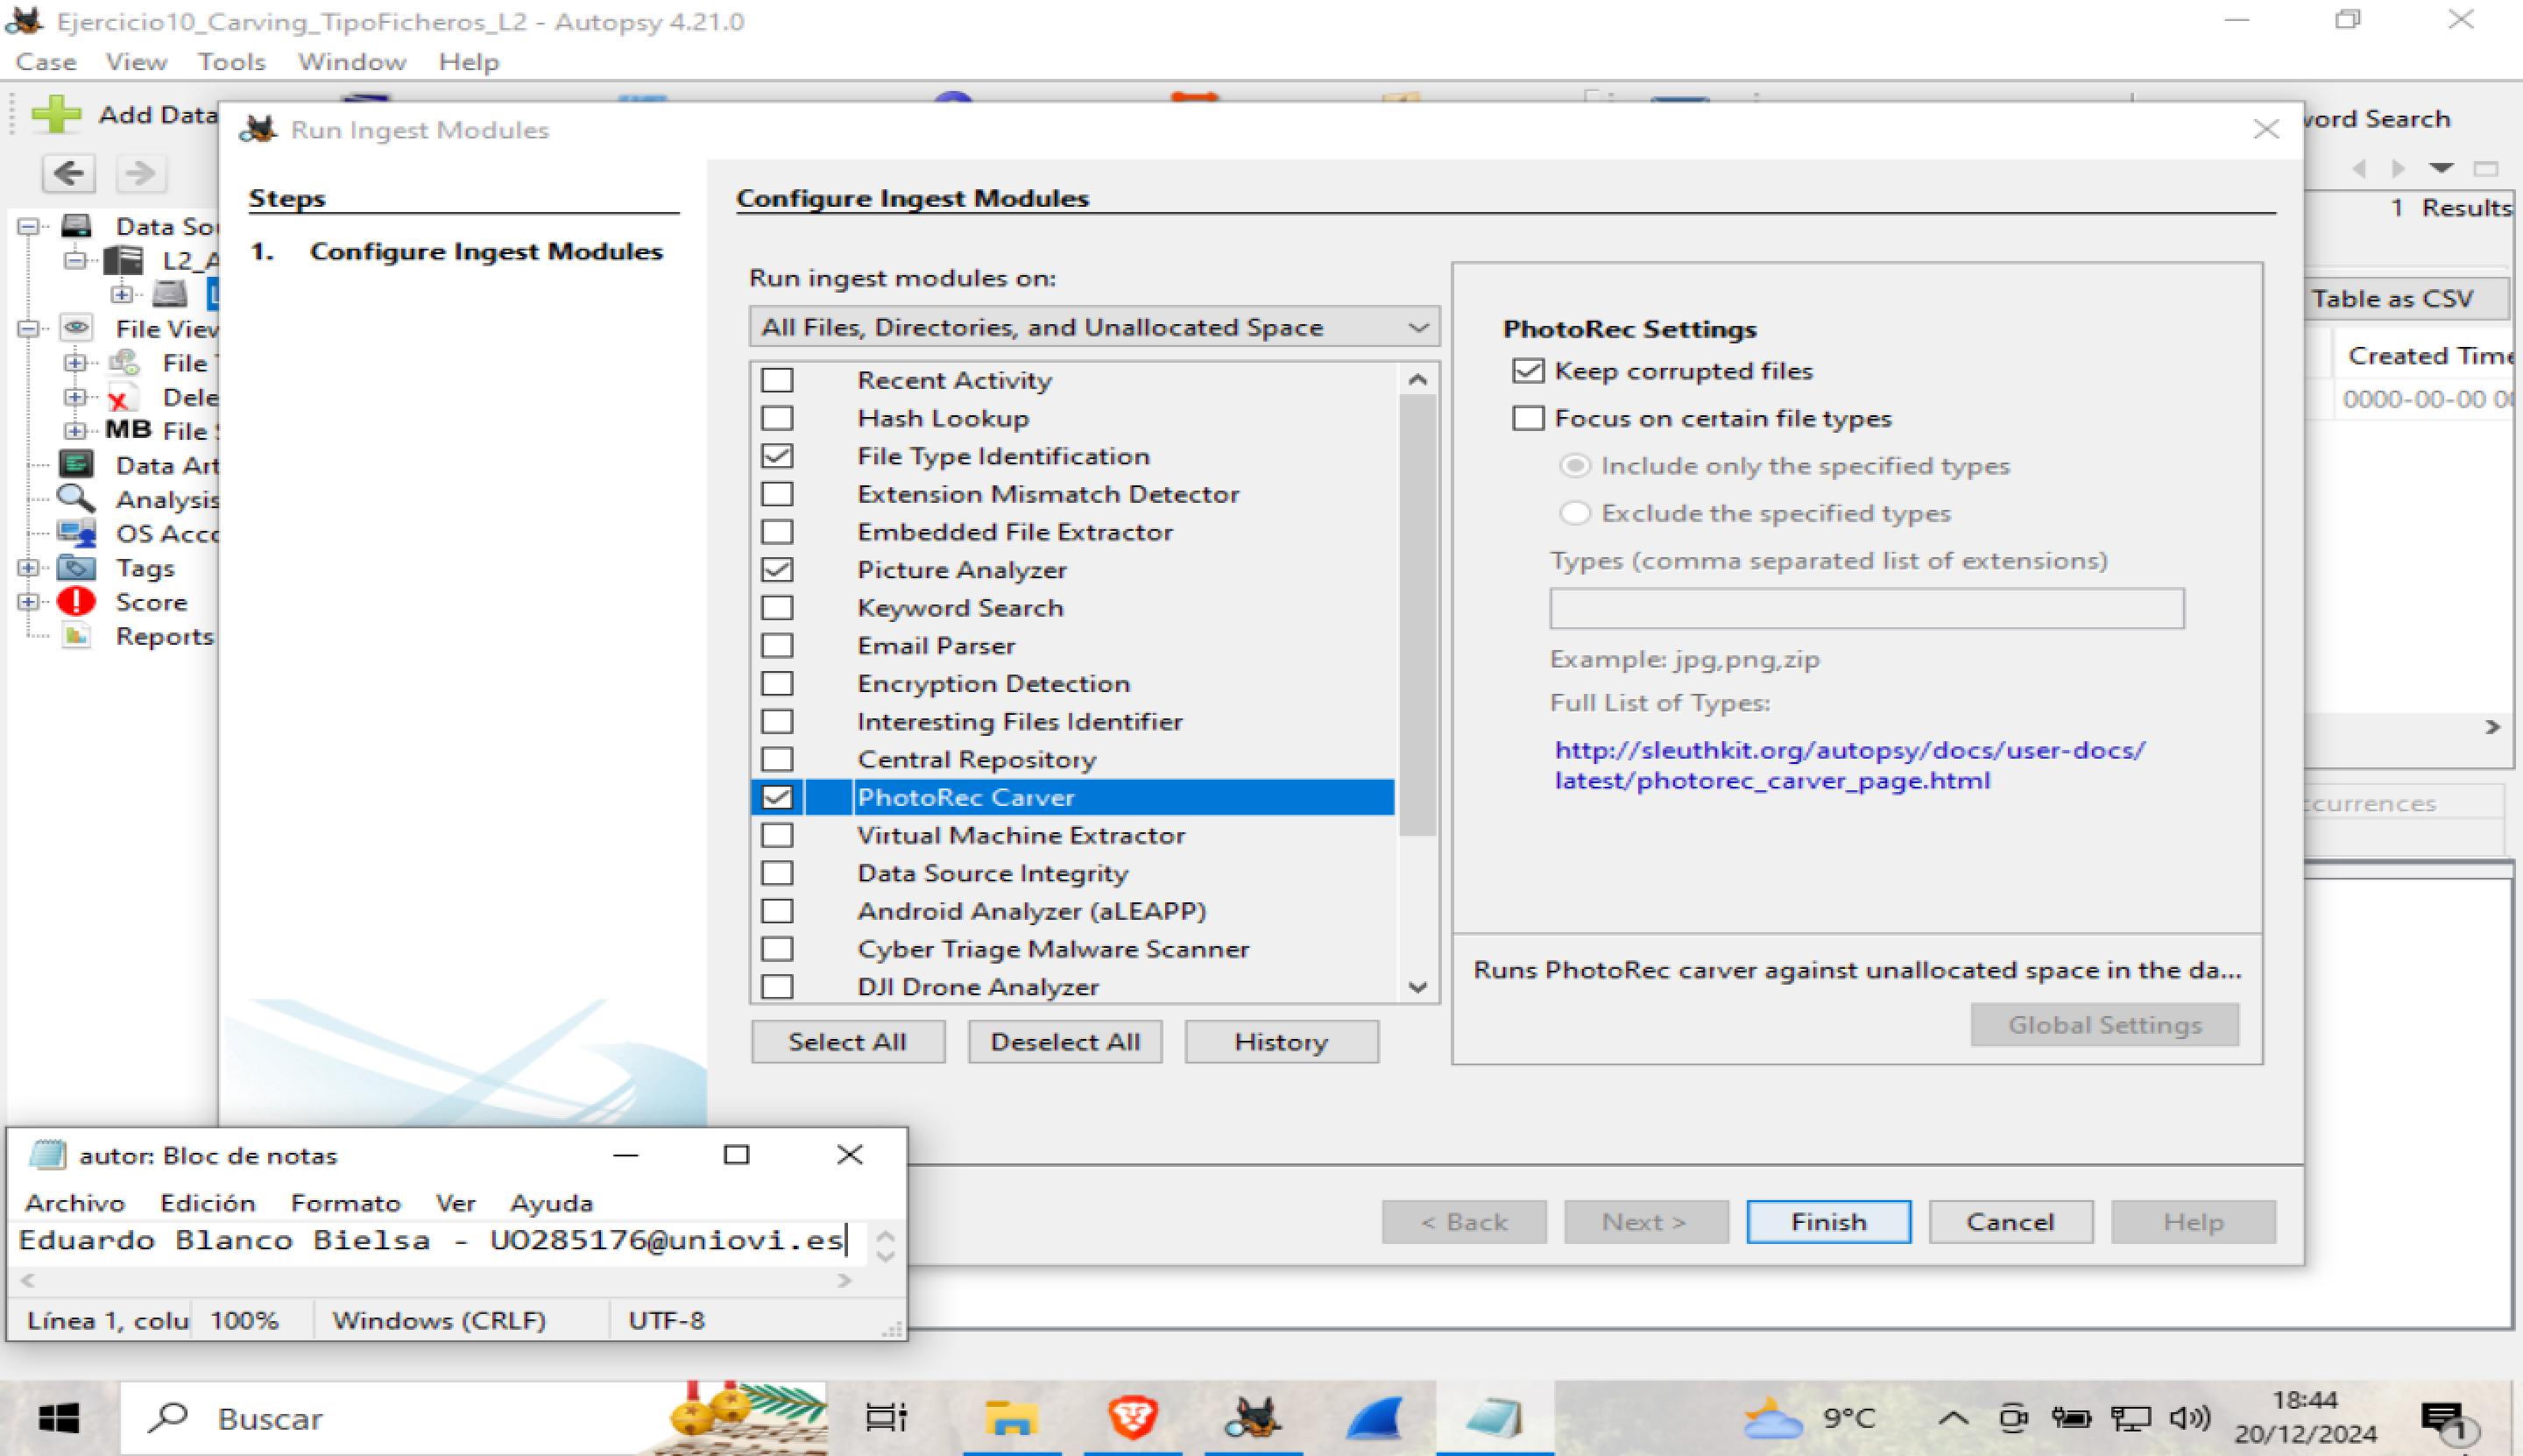 Ejercicio10_Carving_TipoFicheros_L2 - Autopsy 4.21.0
Case View Tools Window Help
Add Data
Run Ingest Modules
word Search
Steps
1. Configure Ingest Modules
Configure Ingest Modules
Run ingest modules on:
All Files, Directories, and Unallocated Space
Recent Activity
Hash Lookup
File Type Identification
Extension Mismatch Detector
Embedded File Extractor
Picture Analyzer
Keyword Search
Email Parser
Encryption Detection
Interesting Files Identifier
Central Repository
PhotoRec Carver
Virtual Machine Extractor
Data Source Integrity
Android Analyzer (aLEAPP)
Cyber Triage Malware Scanner
DJI Drone Analyzer
Select All Deselect All History
PhotoRec Settings
Keep corrupted files
Focus on certain file types
Include only the specified types
Exclude the specified types
Types (comma separated list of extensions)
Example: jpg,png,zip
Full List of Types:
http://sleuthkit.org/autopsy/docs/user-docs/
latest/photorec_carver_page.html
Runs PhotoRec carver against unallocated space in the da...
Global Settings
< Back Next > Finish Cancel Help
Data Sou
L2_A
L
File View
File T
Dele
MB File S
Data Art
Analysis
OS Acco
Tags
Score
Reports
1 Results
Table as CSV
Created Time
0000-00-00 00
ccurrences
autor: Bloc de notas
Archivo Edición Formato Ver Ayuda
Eduardo Blanco Bielsa - UO285176@uniovi.es
Línea 1, colu 100% Windows (CRLF) UTF-8
Buscar
9°C
18:44
20/12/2024
1